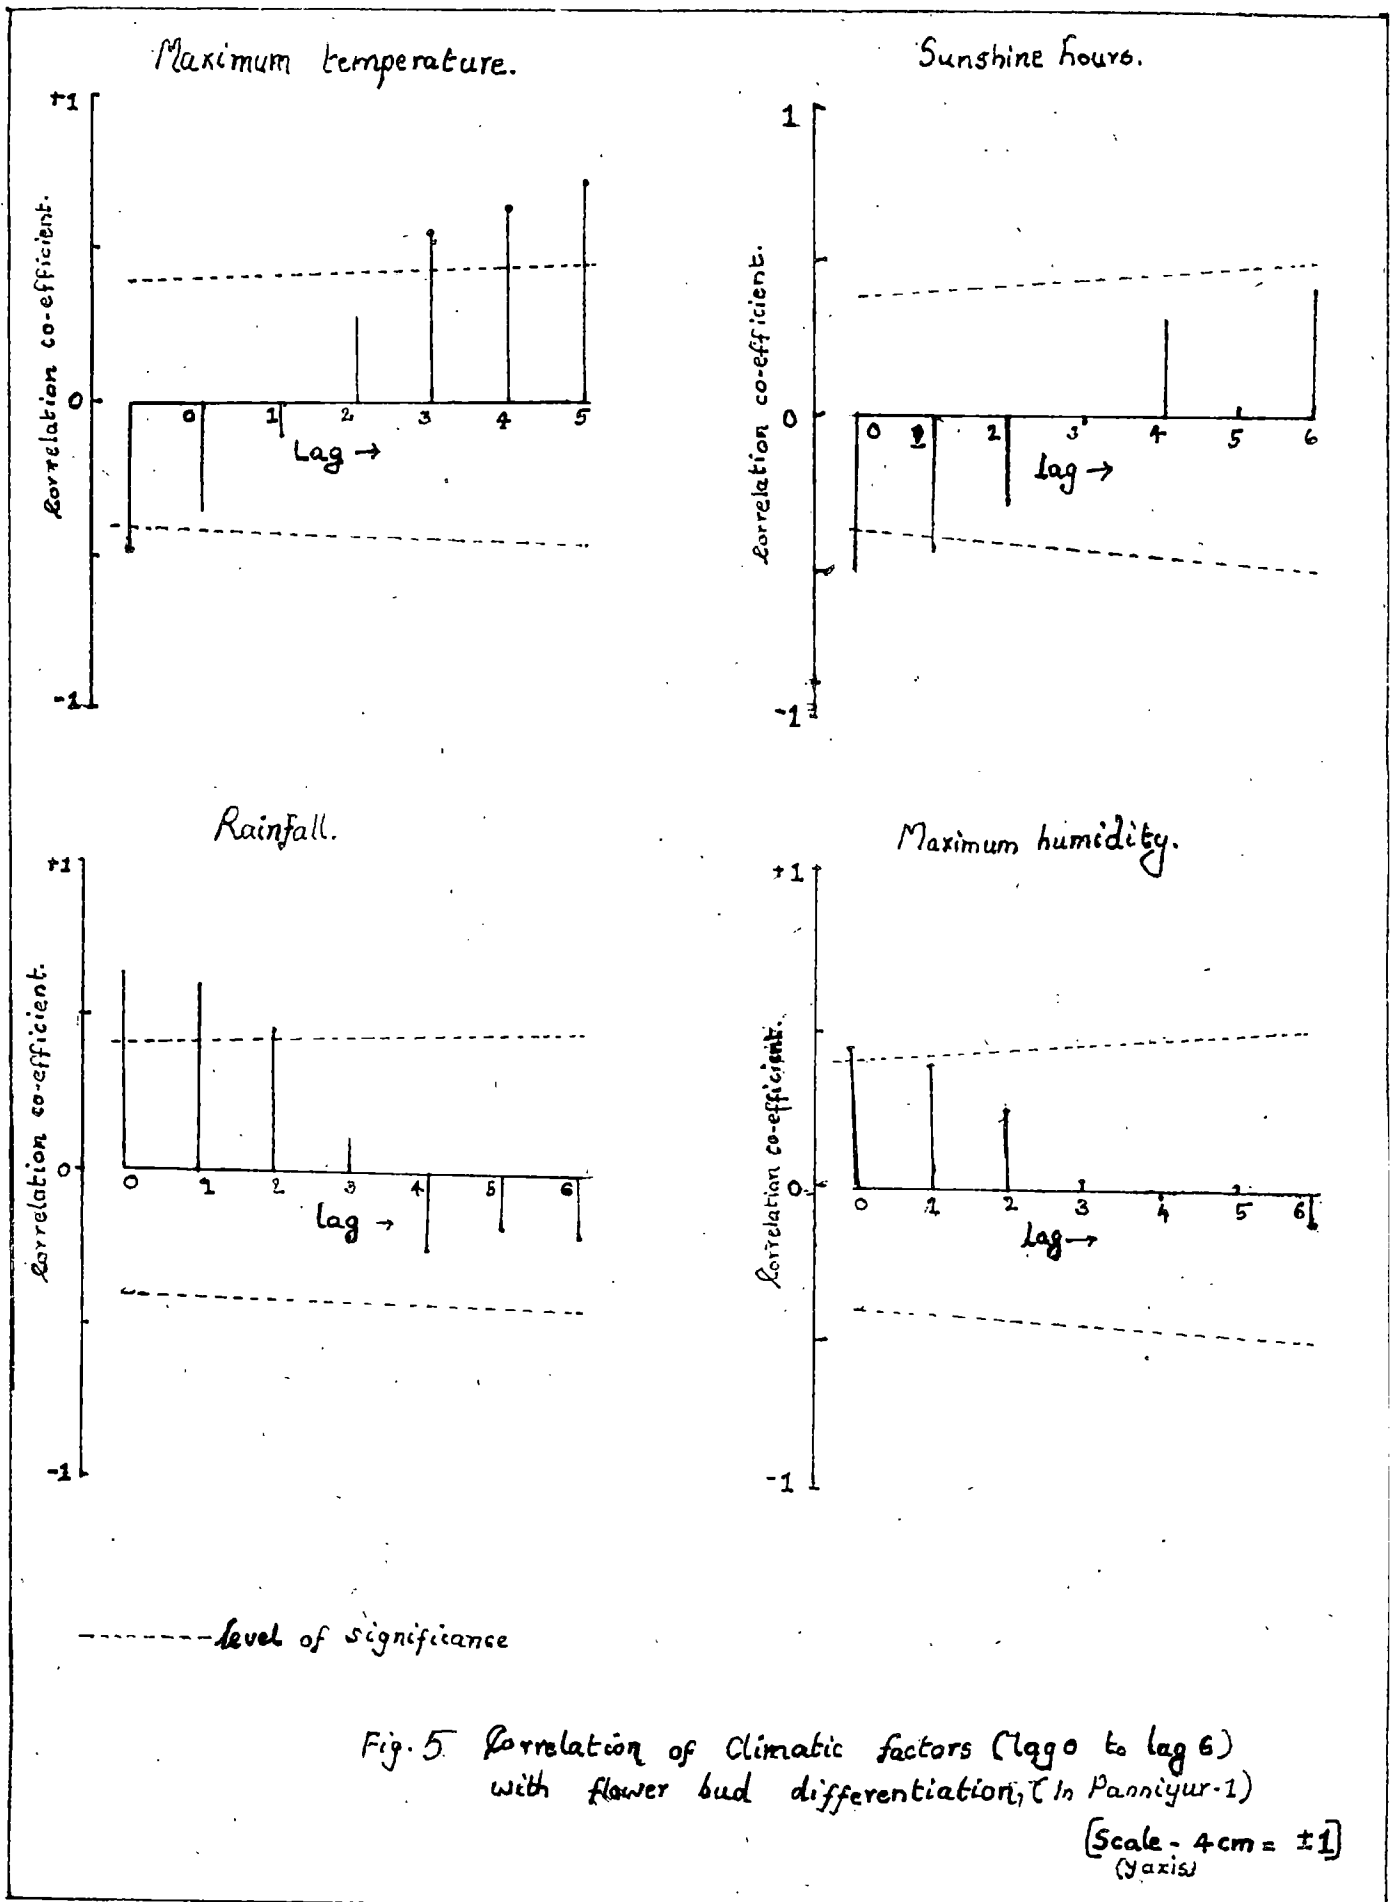 Maximum temperature.
+1
0
-1
Correlation co-efficient.
0 1 2 3 4 5
Lag →
Sunshine hours.
1
0
-1
Correlation co-efficient.
0 1 2 3 4 5 6
Lag →
Rainfall.
+1
0
-1
Correlation co-efficient.
0 1 2 3 4 5 6
Lag →
Maximum humidity.
+1
0
-1
Correlation co-efficient.
0 1 2 3 4 5 6
Lag →
level of significance
Fig. 5 Correlation of Climatic factors (lag 0 to lag 6)
with flower bud differentiation, (In Panniyur-1)
[Scale - 4 cm = ±1]
(y axis)